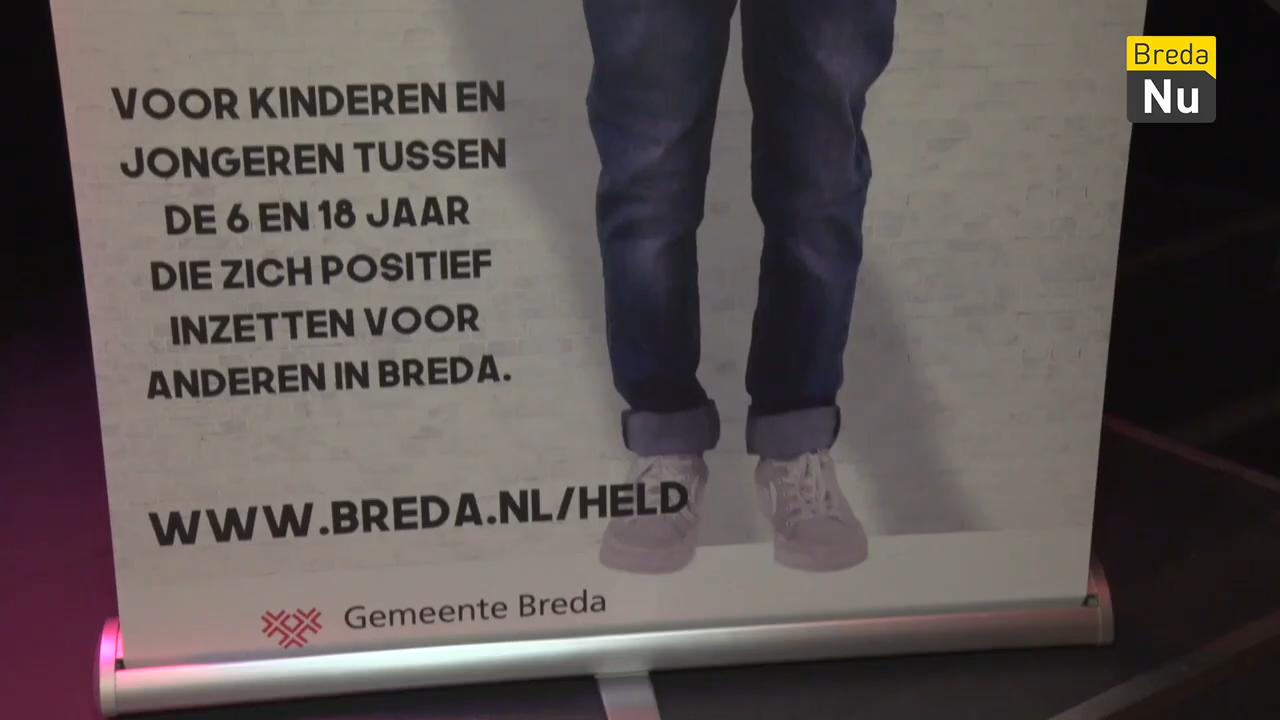 Breda
Nu
VOOR KINDEREN EN
JONGEREN TUSSEN
DE 6 EN 18 JAAR
DIE ZICH POSITIEF
INZETTEN VOOR
ANDEREN IN BREDA.
WWW.BREDA.NL/HELD
Gemeente Breda